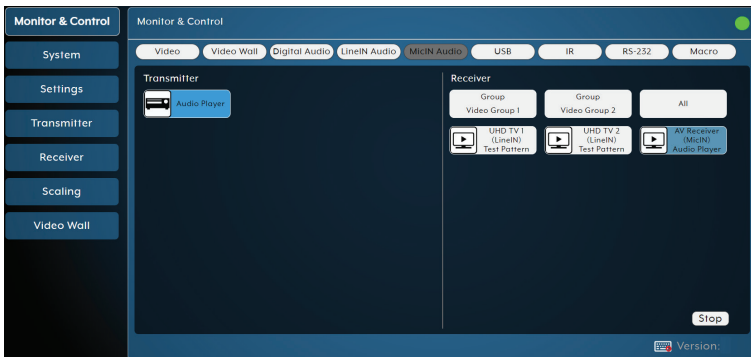 Monitor & Control
System
Settings
Transmitter
Receiver
Scaling
Video Wall
Monitor & Control
Video
Video Wall
Digital Audio
LineIN Audio
MicIN Audio
USB
IR
RS-232
Macro
Transmitter
Audio Player
Receiver
Group
Video Group 1
Group
Video Group 2
All
UHD TV 1
(LineIN)
Test Pattern
UHD TV 2
(LineIN)
Test Pattern
AV Receiver
(MicIN)
Audio Player
Stop
Version: